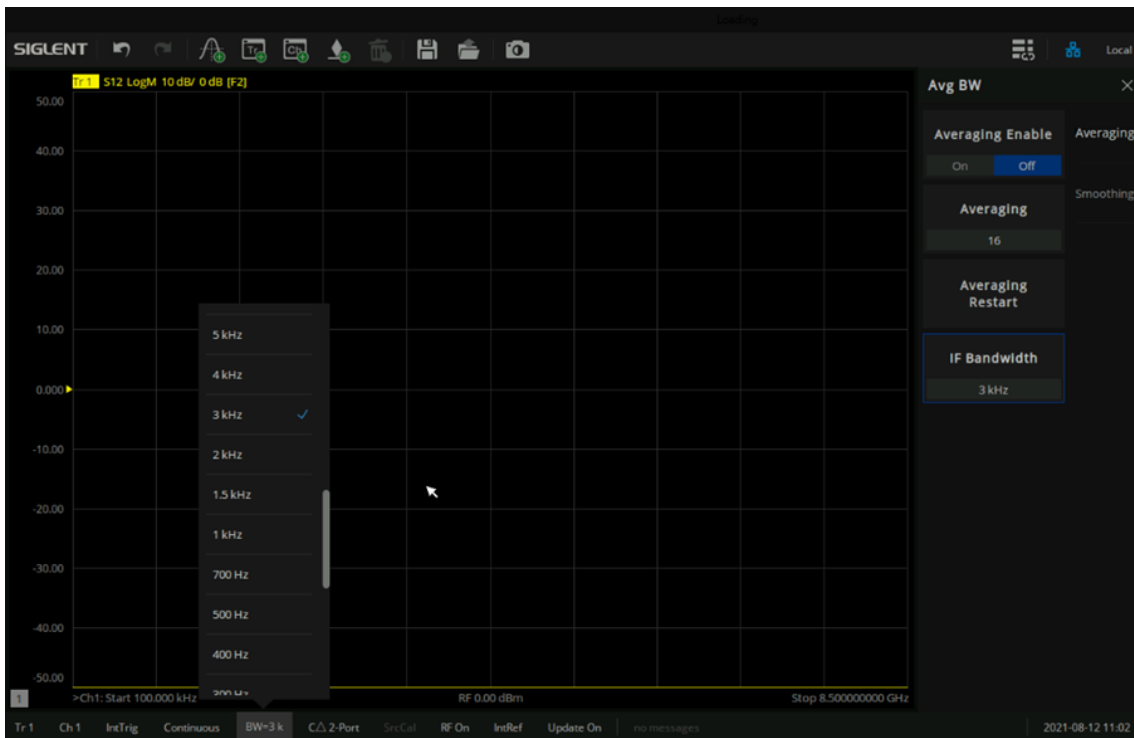 Loading
SIGLENT
Local
Tr 1 S12 LogM 10 dB/ 0 dB [F2]
50.00
40.00
30.00
20.00
10.00
0.000
-10.00
-20.00
-30.00
-40.00
-50.00
5 kHz
4 kHz
3 kHz
2 kHz
1.5 kHz
1 kHz
700 Hz
500 Hz
400 Hz
300 Hz
1
>Ch1: Start 100.000 kHz
RF 0.00 dBm
Stop 8.500000000 GHz
Avg BW
Averaging Enable
On Off
Averaging
16
Averaging
Restart
IF Bandwidth
3 kHz
Averaging
Smoothing
Tr 1 Ch 1 IntTrig Continuous BW=3 k C△ 2-Port SrcCal RF On IntRef Update On no messages 2021-08-12 11:02